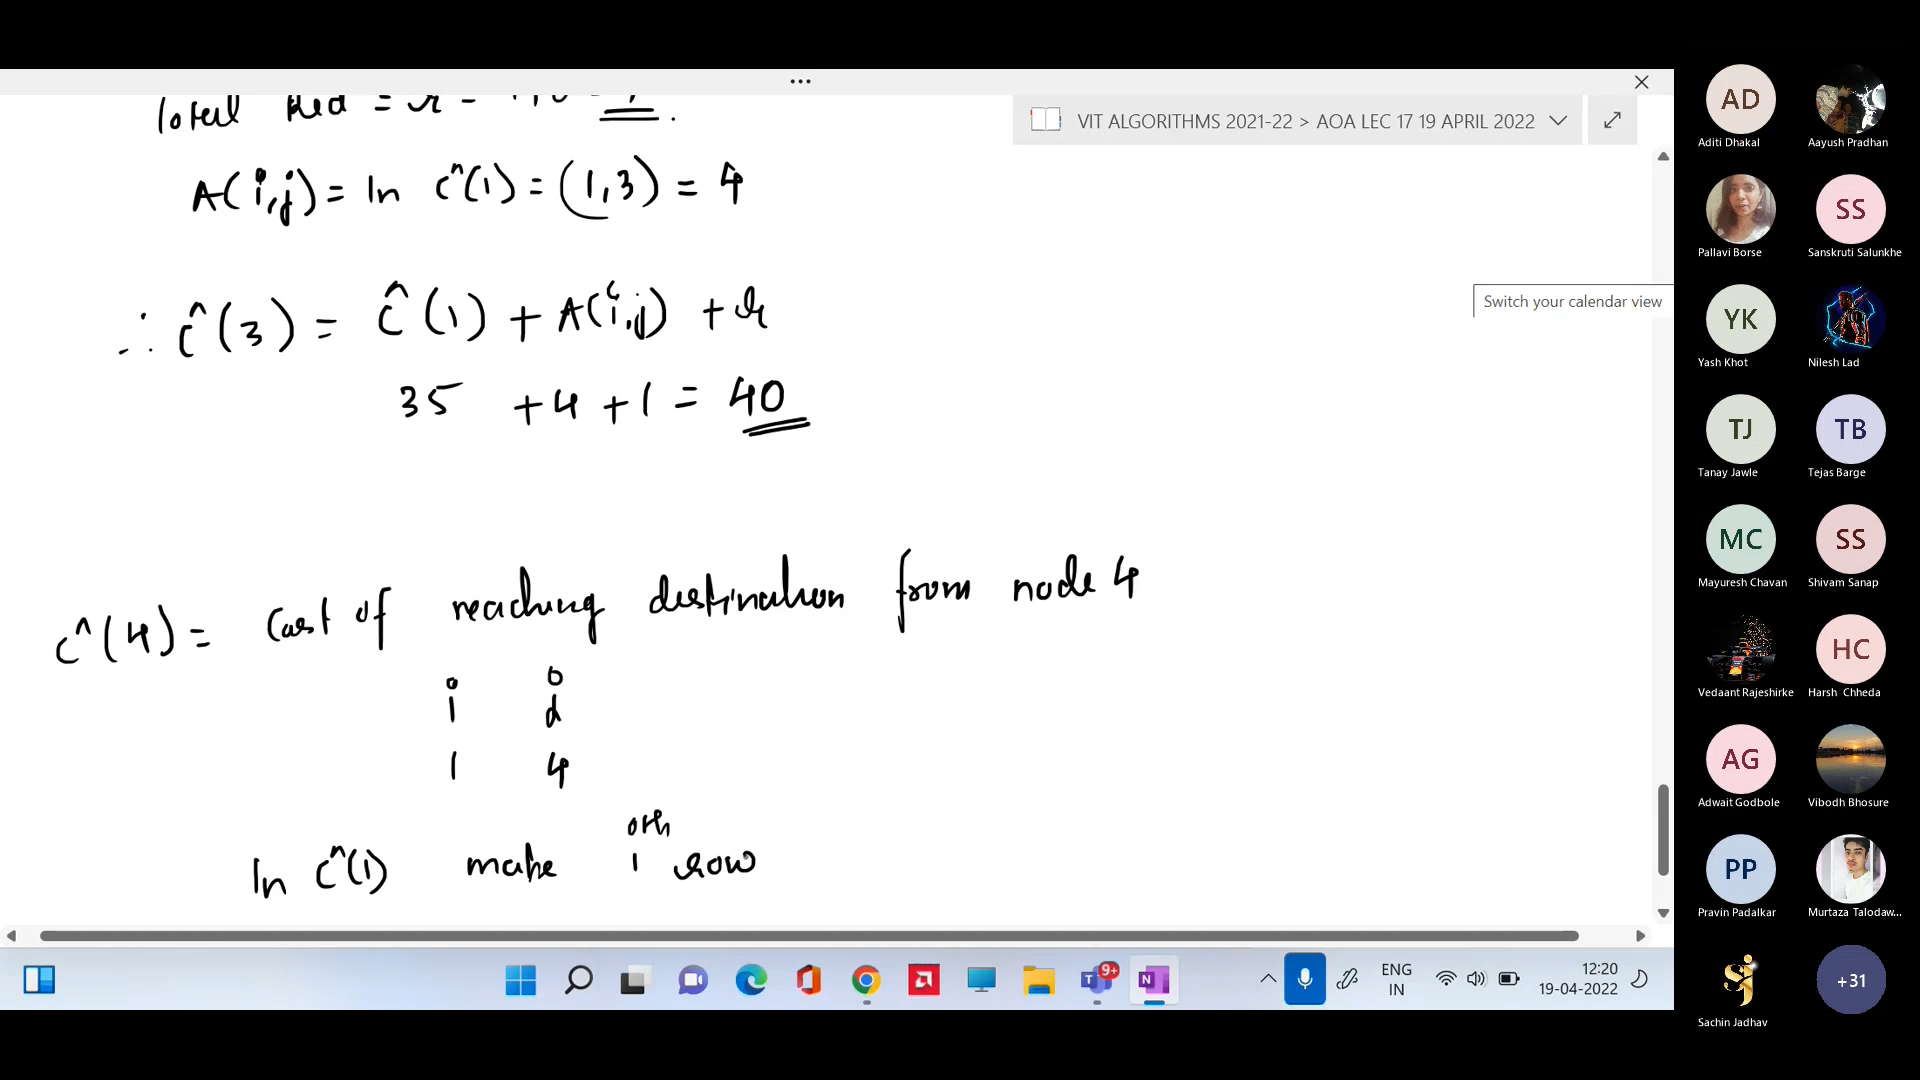 Total Red = r =
A(i,j) = In c^(1) = (1,3) = 4
∴ c^(3) = c^(1) + A(i,j) + r
35 + 4 + 1 = 40
c^(4) = Cost of reaching destination from node 4
i j
1 4
In c^(1) make 1 row
VIT ALGORITHMS 2021-22 > AOA LEC 17 19 APRIL 2022
Switch your calendar view
AD
Aditi Dhakal
Aayush Pradhan
Pallavi Borse
SS
Sanskruti Salunkhe
YK
Yash Khot
Nilesh Lad
TJ
Tanay Jawle
TB
Tejas Barge
MC
Mayuresh Chavan
SS
Shivam Sanap
Vedaant Rajeshirke
HC
Harsh Chheda
AG
Adwait Godbole
Vibodh Bhosure
PP
Pravin Padalkar
Murtaza Talodaw...
Sachin Jadhav
+31
9+
ENG
IN
12:20
19-04-2022